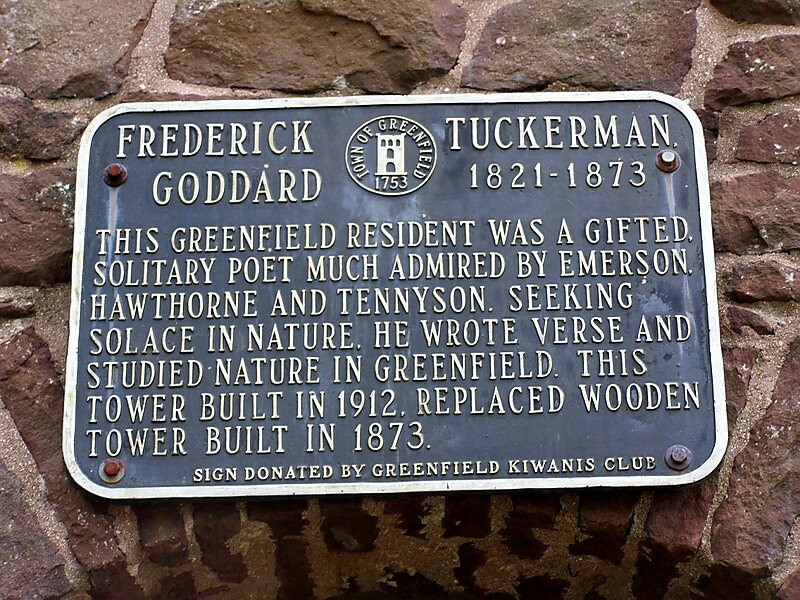 FREDERICK GODDARD
TOWN OF GREENFIELD
1753
TUCKERMAN,
1821-1873
THIS GREENFIELD RESIDENT WAS A GIFTED,
SOLITARY POET MUCH ADMIRED BY EMERSON,
HAWTHORNE AND TENNYSON. SEEKING
SOLACE IN NATURE, HE WROTE VERSE AND
STUDIED NATURE IN GREENFIELD. THIS
TOWER BUILT IN 1912, REPLACED WOODEN
TOWER BUILT IN 1873.
SIGN DONATED BY GREENFIELD KIWANIS CLUB